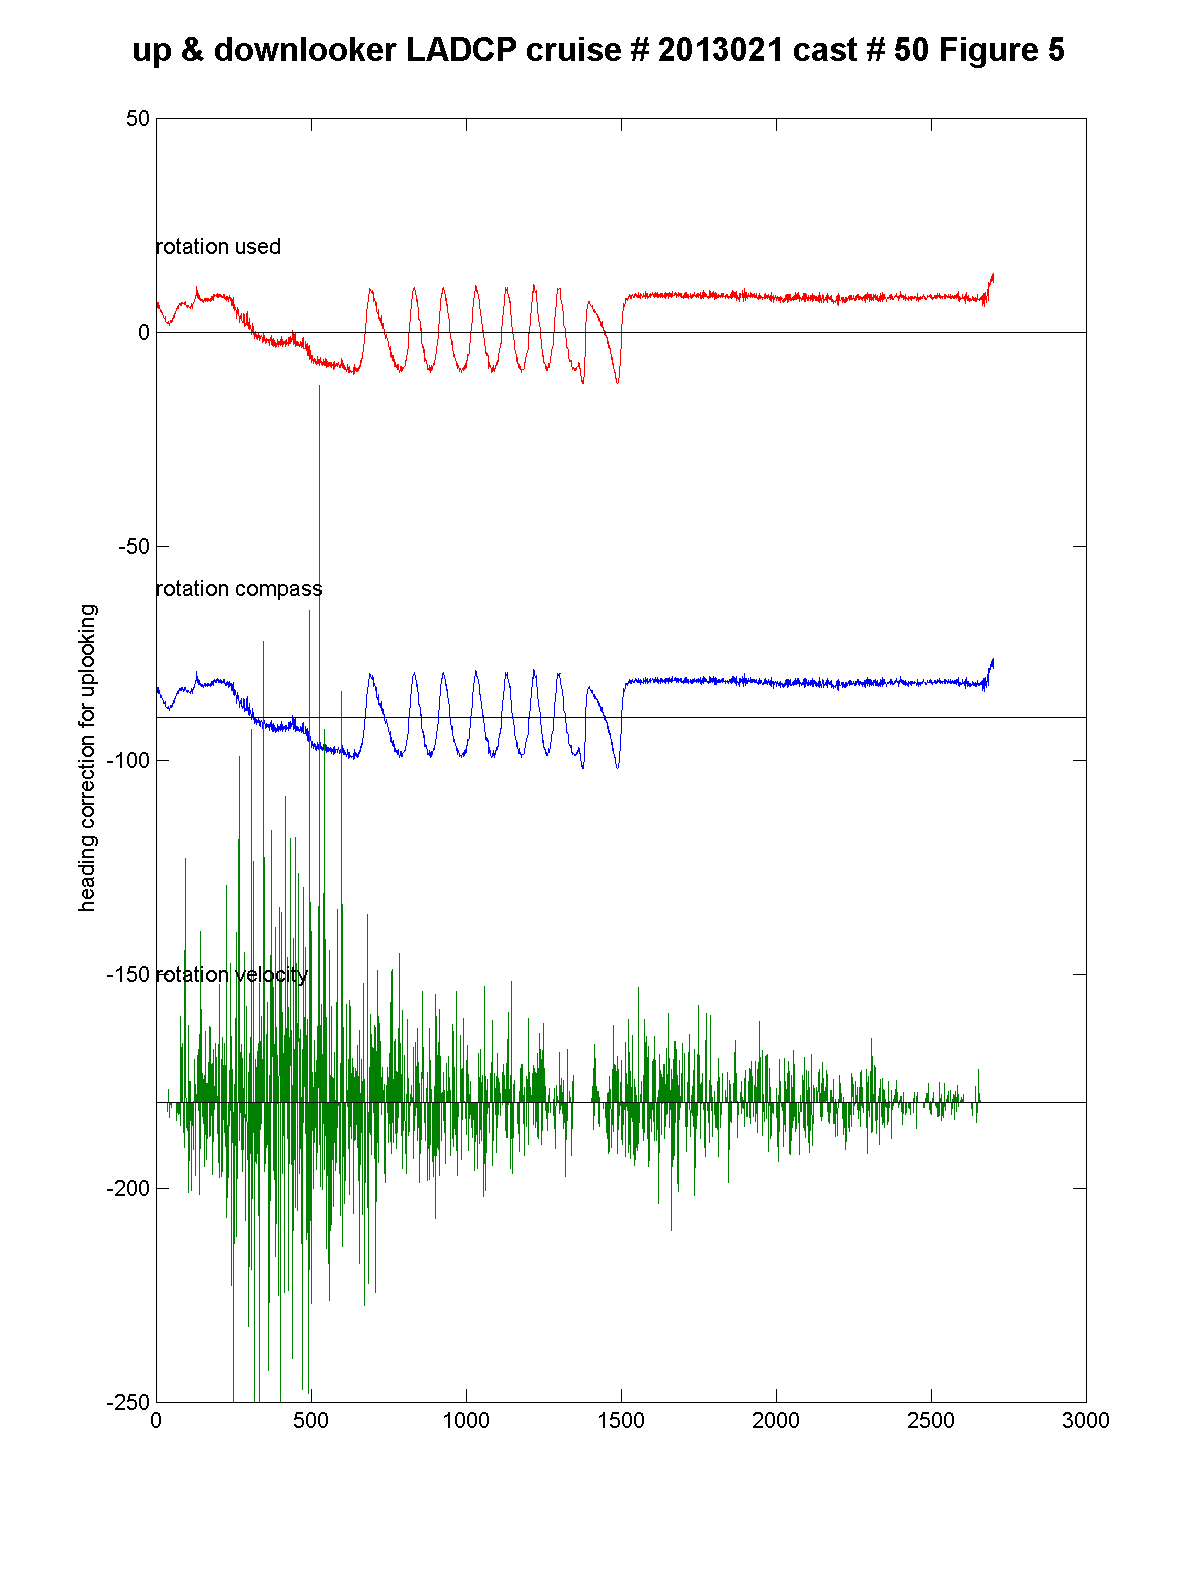 up & downlooker LADCP cruise # 2013021 cast # 50 Figure 5
50
rotation used
0
-50
rotation compass
heading correction for uplooking
-100
-150
rotation velocity
-200
-250
0 500 1000 1500 2000 2500 3000